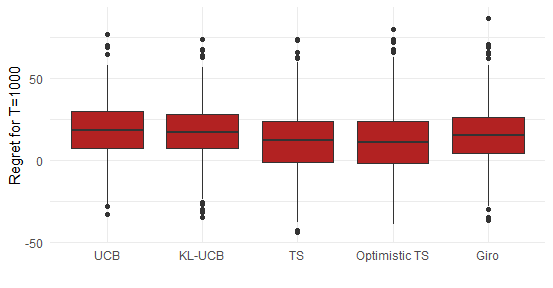 Regret for T=1000
50
0
-50
UCB
KL-UCB
TS
Optimistic TS
Giro